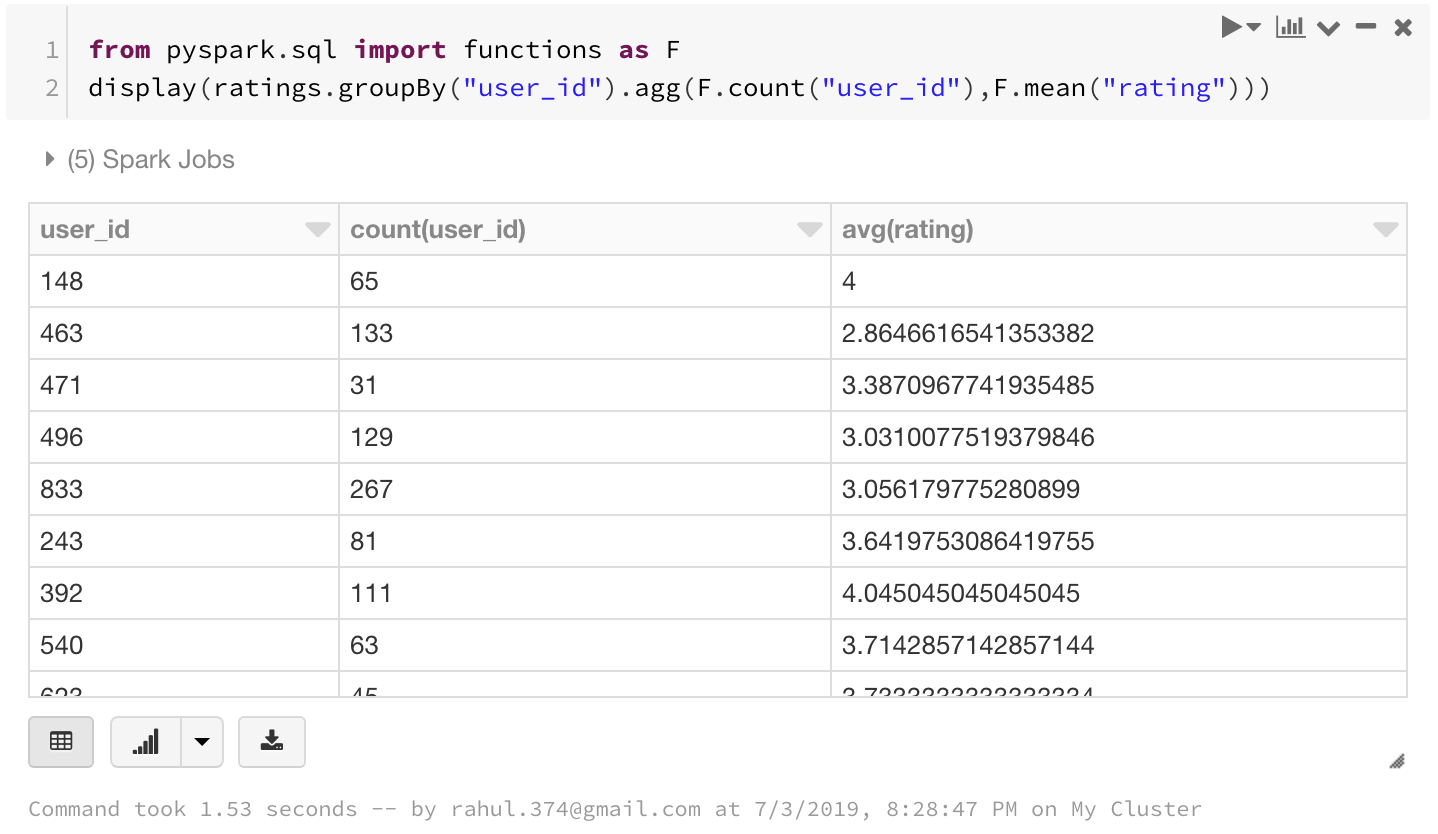 1 from pyspark.sql import functions as F
2 display(ratings.groupBy("user_id").agg(F.count("user_id"),F.mean("rating")))
(5) Spark Jobs
user_id count(user_id) avg(rating)
148 65 4
463 133 2.8646616541353382
471 31 3.3870967741935485
496 129 3.0310077519379846
833 267 3.056179775280899
243 81 3.6419753086419755
392 111 4.045045045045045
540 63 3.7142857142857144
Command took 1.53 seconds -- by rahul.374@gmail.com at 7/3/2019, 8:28:47 PM on My Cluster